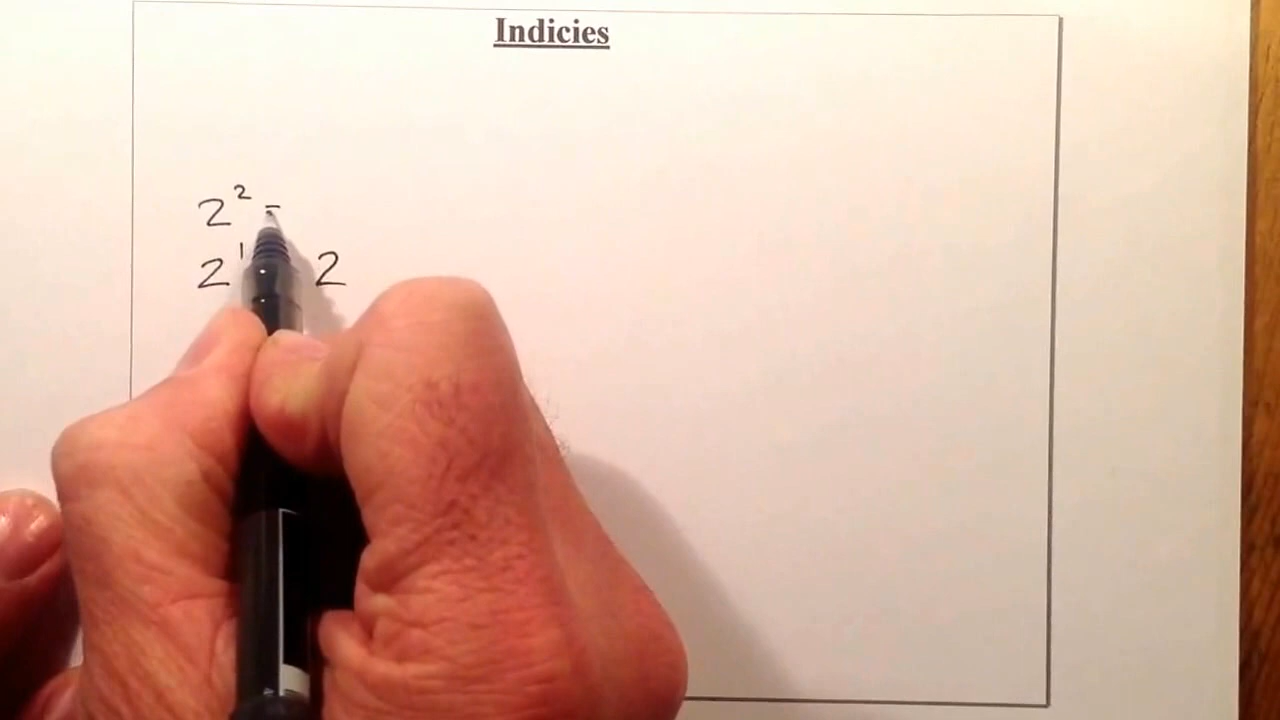 Indicies
2² =
2¹ 2